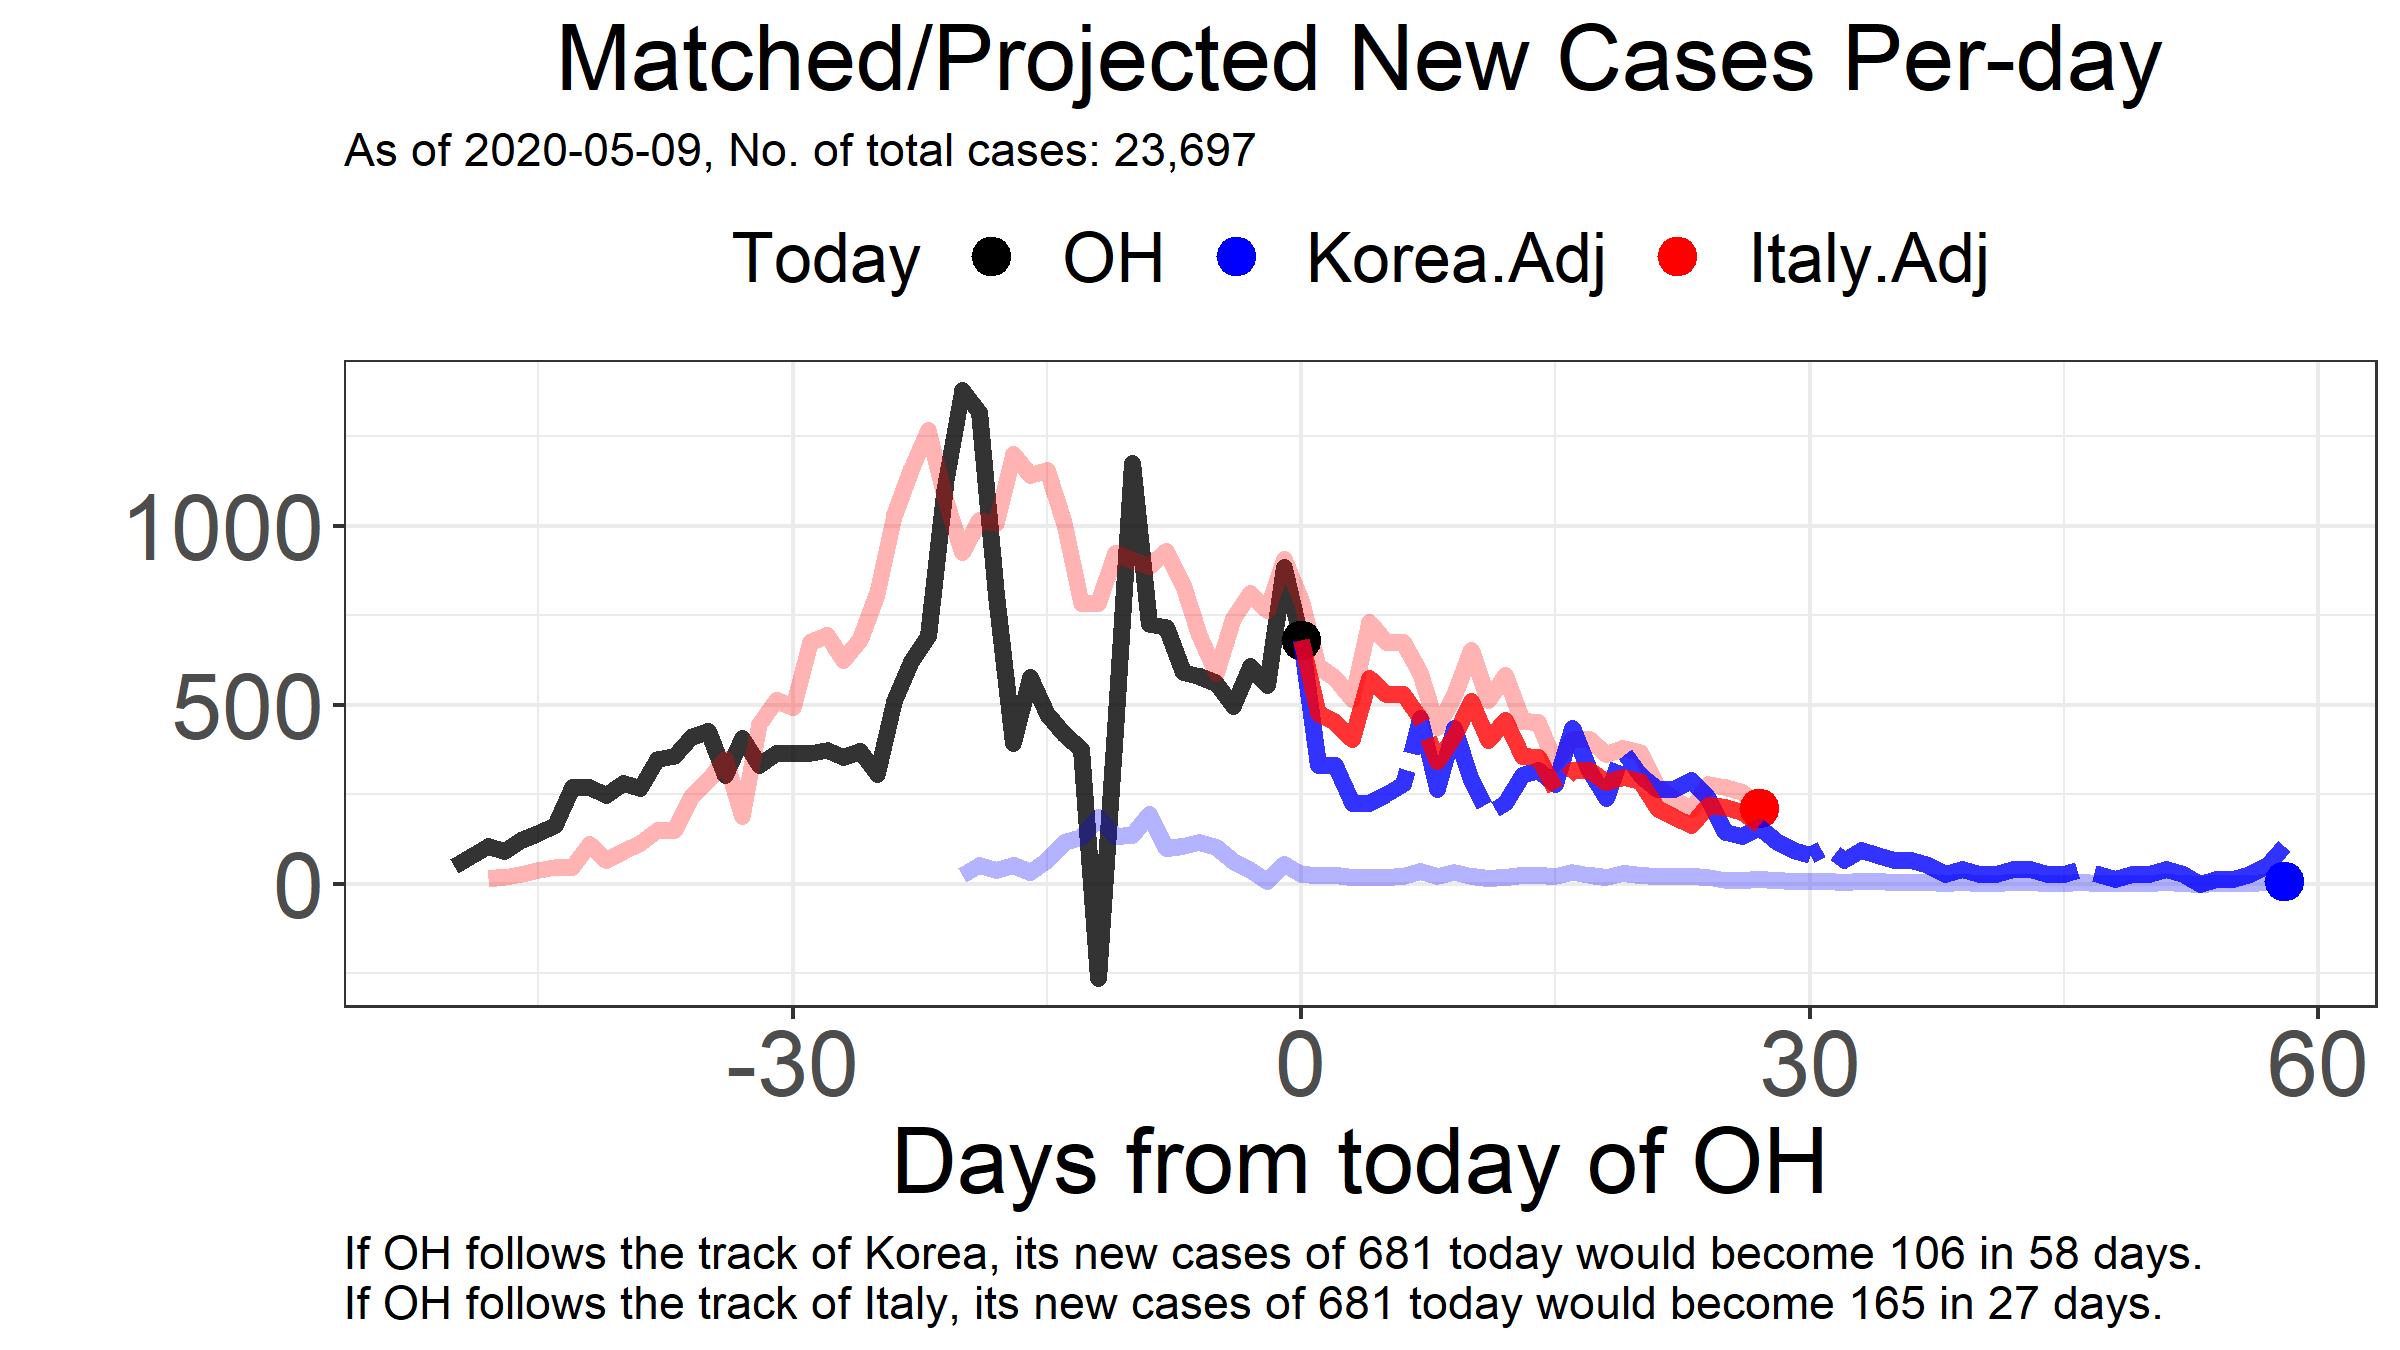 Matched/Projected New Cases Per-day
As of 2020-05-09, No. of total cases: 23,697
Today OH Korea.Adj Italy.Adj
1000
500
0
-30 0 30 60
Days from today of OH
If OH follows the track of Korea, its new cases of 681 today would become 106 in 58 days.
If OH follows the track of Italy, its new cases of 681 today would become 165 in 27 days.